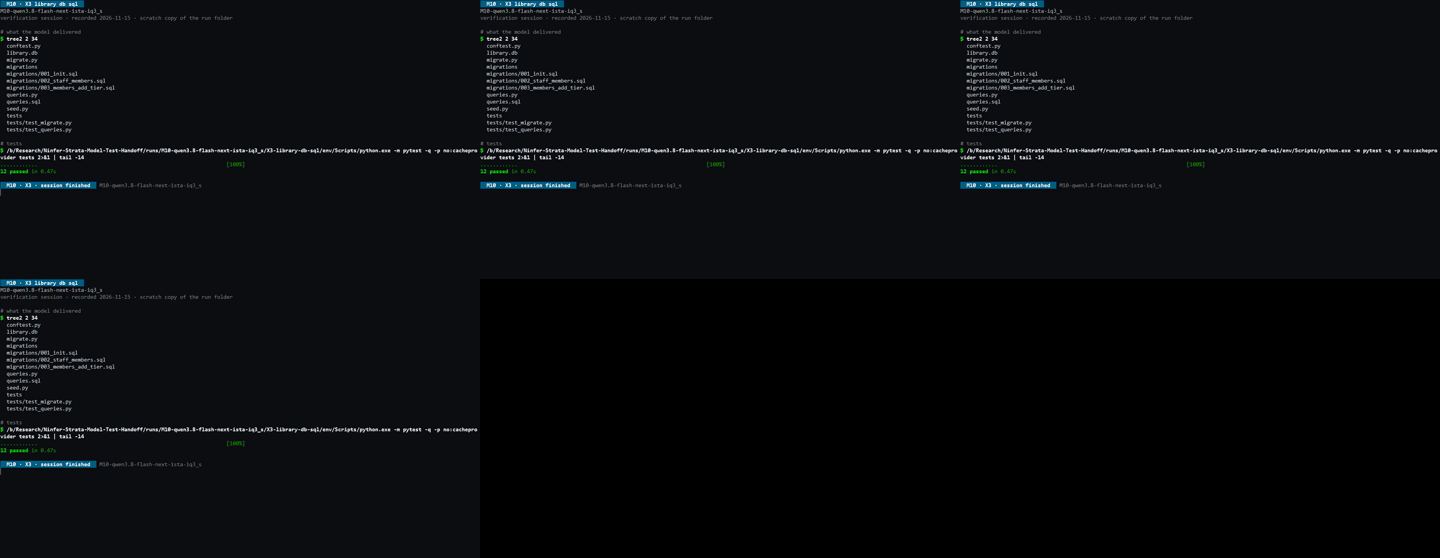 M10 · X3 library db sql
M10-qwen3.8-flash-next-ista-iq3_s
verification session - recorded 2026-11-15 - scratch copy of the run folder
# what the model delivered
$ tree2 2 34
conftest.py
library.db
migrate.py
migrations
migrations/001_init.sql
migrations/002_staff_members.sql
migrations/003_members_add_tier.sql
queries.py
queries.sql
seed.py
tests
tests/test_migrate.py
tests/test_queries.py
# tests
$ /b/Research/Ninfer-Strata-Model-Test-Handoff/runs/M10-qwen3.8-flash-next-ista-iq3_s/X3-library-db-sql/env/Scripts/python.exe -m pytest -q -p no:cachepro
vider tests 2>&1 | tail -14
............ [100%]
12 passed in 0.47s
M10 · X3 · session finished M10-qwen3.8-flash-next-ista-iq3_s
M10 · X3 library db sql
M10-qwen3.8-flash-next-ista-iq3_s
verification session - recorded 2026-11-15 - scratch copy of the run folder
# what the model delivered
$ tree2 2 34
conftest.py
library.db
migrate.py
migrations
migrations/001_init.sql
migrations/002_staff_members.sql
migrations/003_members_add_tier.sql
queries.py
queries.sql
seed.py
tests
tests/test_migrate.py
tests/test_queries.py
# tests
$ /b/Research/Ninfer-Strata-Model-Test-Handoff/runs/M10-qwen3.8-flash-next-ista-iq3_s/X3-library-db-sql/env/Scripts/python.exe -m pytest -q -p no:cachepro
vider tests 2>&1 | tail -14
............ [100%]
12 passed in 0.47s
M10 · X3 · session finished M10-qwen3.8-flash-next-ista-iq3_s
M10 · X3 library db sql
M10-qwen3.8-flash-next-ista-iq3_s
verification session - recorded 2026-11-15 - scratch copy of the run folder
# what the model delivered
$ tree2 2 34
conftest.py
library.db
migrate.py
migrations
migrations/001_init.sql
migrations/002_staff_members.sql
migrations/003_members_add_tier.sql
queries.py
queries.sql
seed.py
tests
tests/test_migrate.py
tests/test_queries.py
# tests
$ /b/Research/Ninfer-Strata-Model-Test-Handoff/runs/M10-qwen3.8-flash-next-ista-iq3_s/X3-library-db-sql/env/Scripts/python.exe -m pytest -q -p no:cachepro
vider tests 2>&1 | tail -14
............ [100%]
12 passed in 0.47s
M10 · X3 · session finished M10-qwen3.8-flash-next-ista-iq3_s
M10 · X3 library db sql
M10-qwen3.8-flash-next-ista-iq3_s
verification session - recorded 2026-11-15 - scratch copy of the run folder
# what the model delivered
$ tree2 2 34
conftest.py
library.db
migrate.py
migrations
migrations/001_init.sql
migrations/002_staff_members.sql
migrations/003_members_add_tier.sql
queries.py
queries.sql
seed.py
tests
tests/test_migrate.py
tests/test_queries.py
# tests
$ /b/Research/Ninfer-Strata-Model-Test-Handoff/runs/M10-qwen3.8-flash-next-ista-iq3_s/X3-library-db-sql/env/Scripts/python.exe -m pytest -q -p no:cachepro
vider tests 2>&1 | tail -14
............ [100%]
12 passed in 0.47s
M10 · X3 · session finished M10-qwen3.8-flash-next-ista-iq3_s